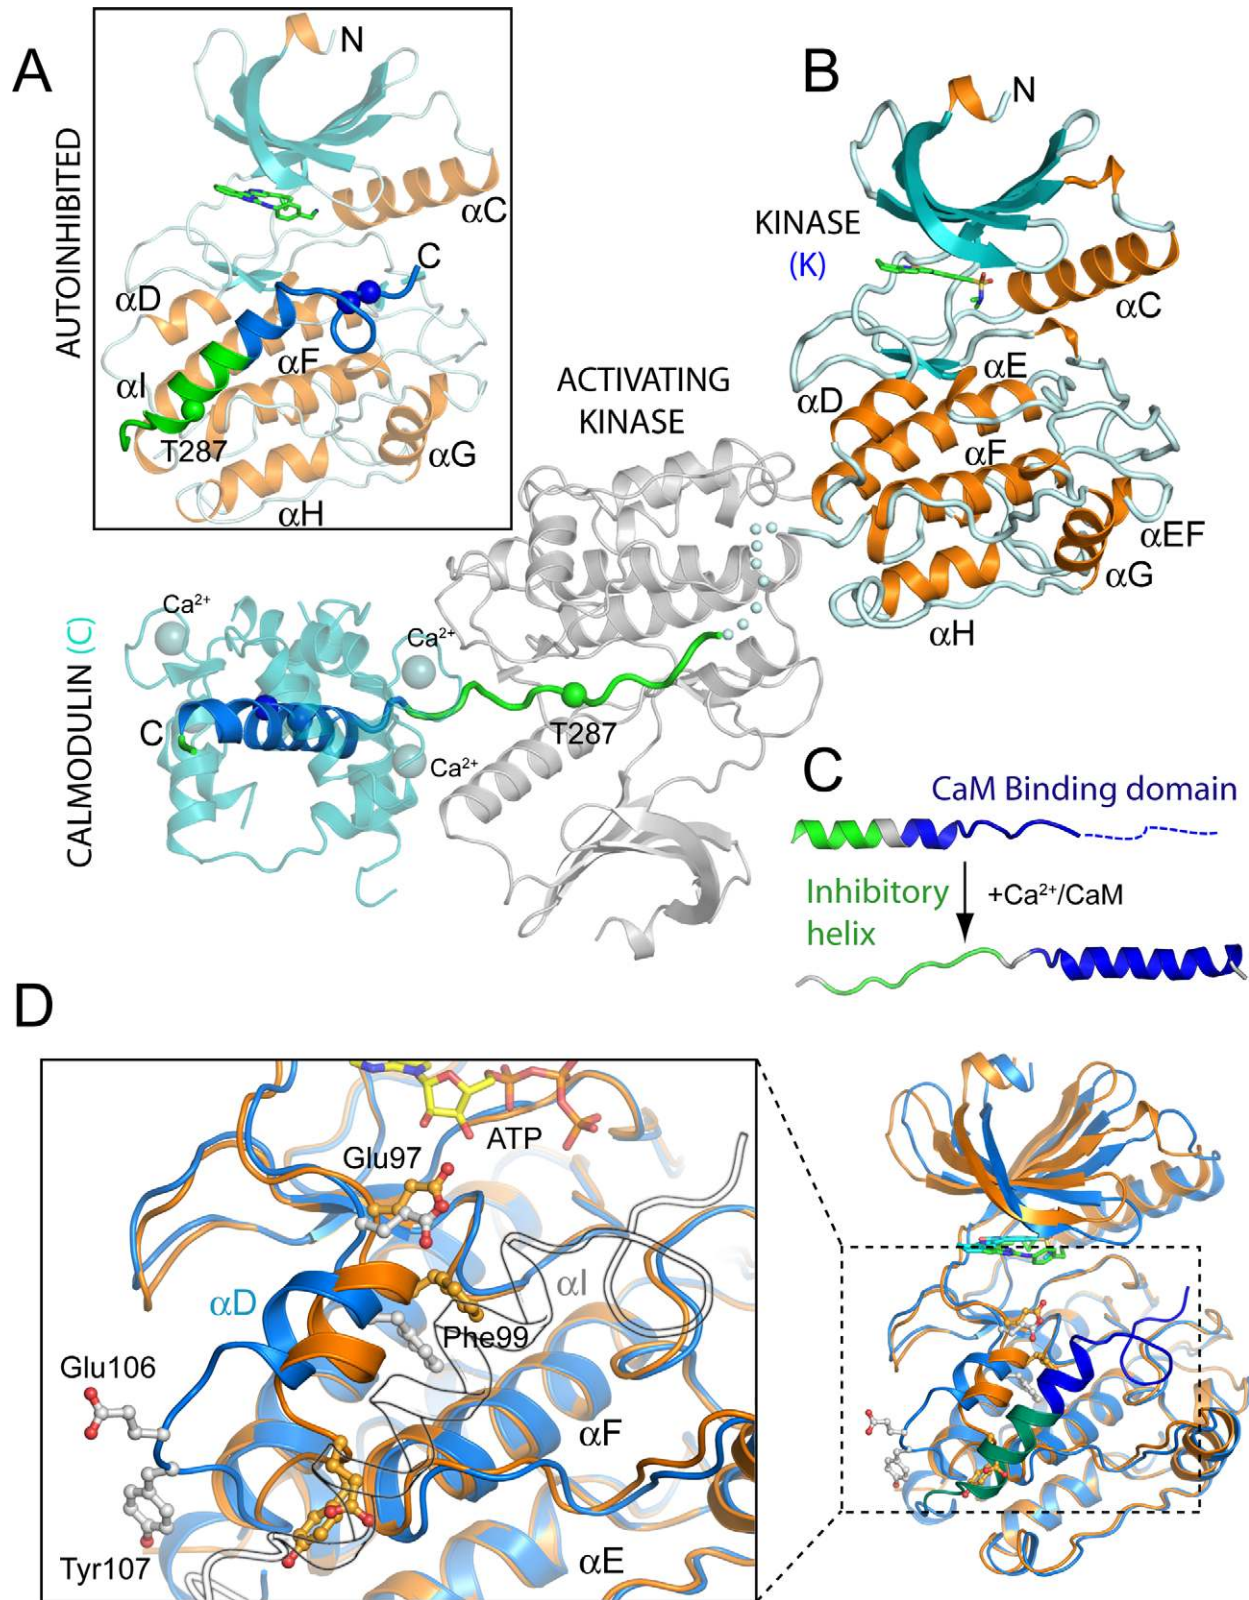 A
AUTOINHIBITED
N
αC
C
αD
αI
αF
T287
αG
αH
B
N
KINASE
(K)
αC
αE
αD
αF
αEF
αG
αH
ACTIVATING
KINASE
CALMODULIN (C)
Ca²⁺
Ca²⁺
C
T287
Ca²⁺
C
CaM Binding domain
Inhibitory
helix
+Ca²⁺/CaM
D
ATP
Glu97
αD
αI
Phe99
Glu106
αF
Tyr107
αE